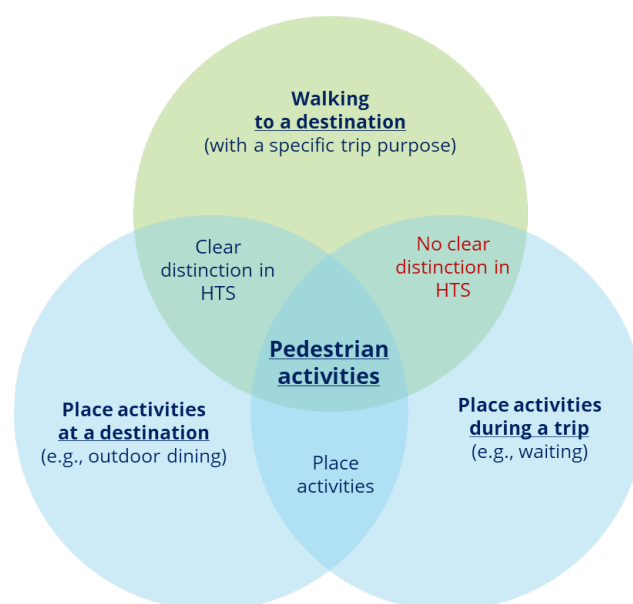 Walking
to a destination
(with a specific trip purpose)
Clear
distinction in
HTS
No clear
distinction in
HTS
Pedestrian
activities
Place activities
at a destination
(e.g., outdoor dining)
Place activities
during a trip
(e.g., waiting)
Place
activities